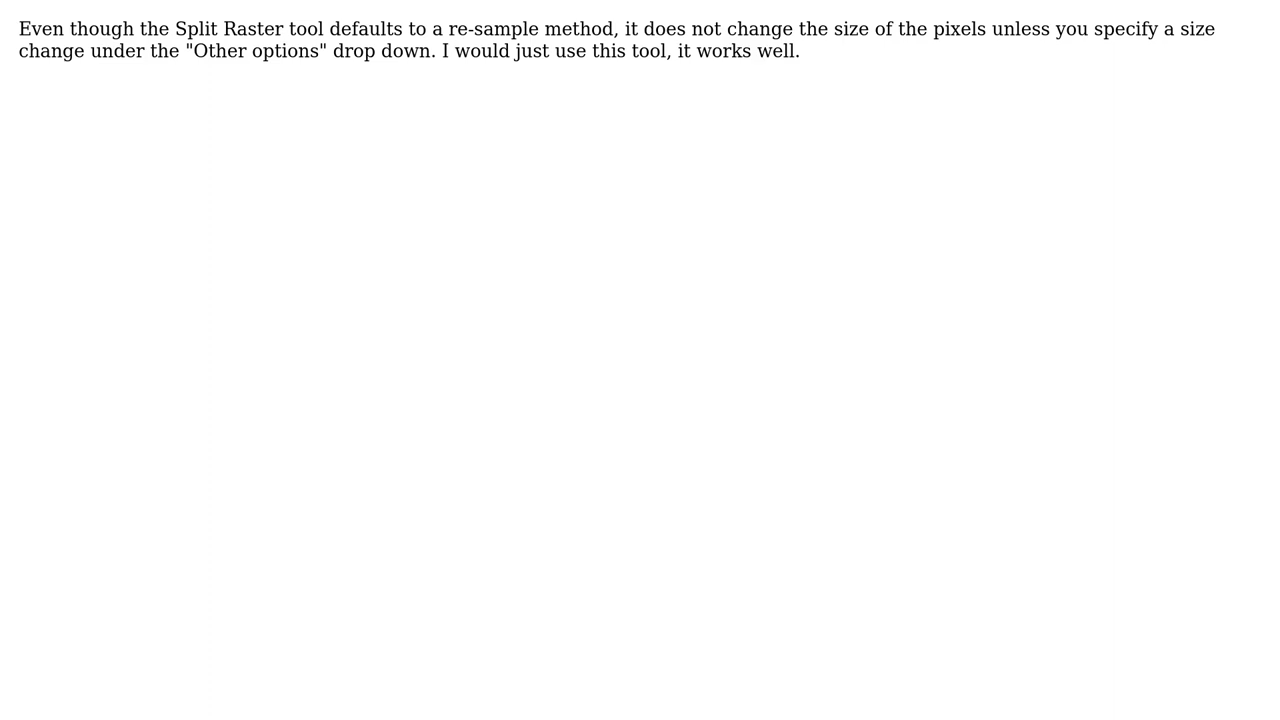 Even though the Split Raster tool defaults to a re-sample method, it does not change the size of the pixels unless you specify a size
change under the "Other options" drop down. I would just use this tool, it works well.